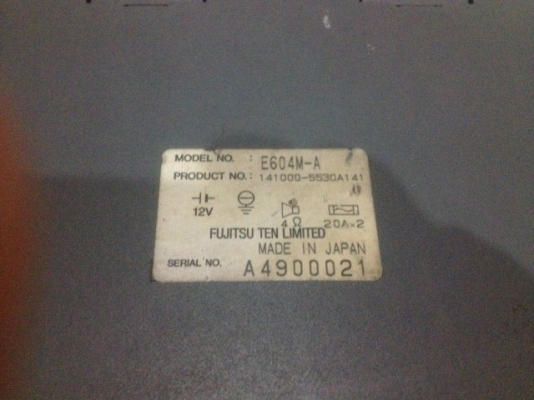 MODEL NO. : E604M-A
PRODUCT NO. : 141000-5530A141
12V 4Ω 20A×2
FUJITSU TEN LIMITED
MADE IN JAPAN
SERIAL NO. A4900021